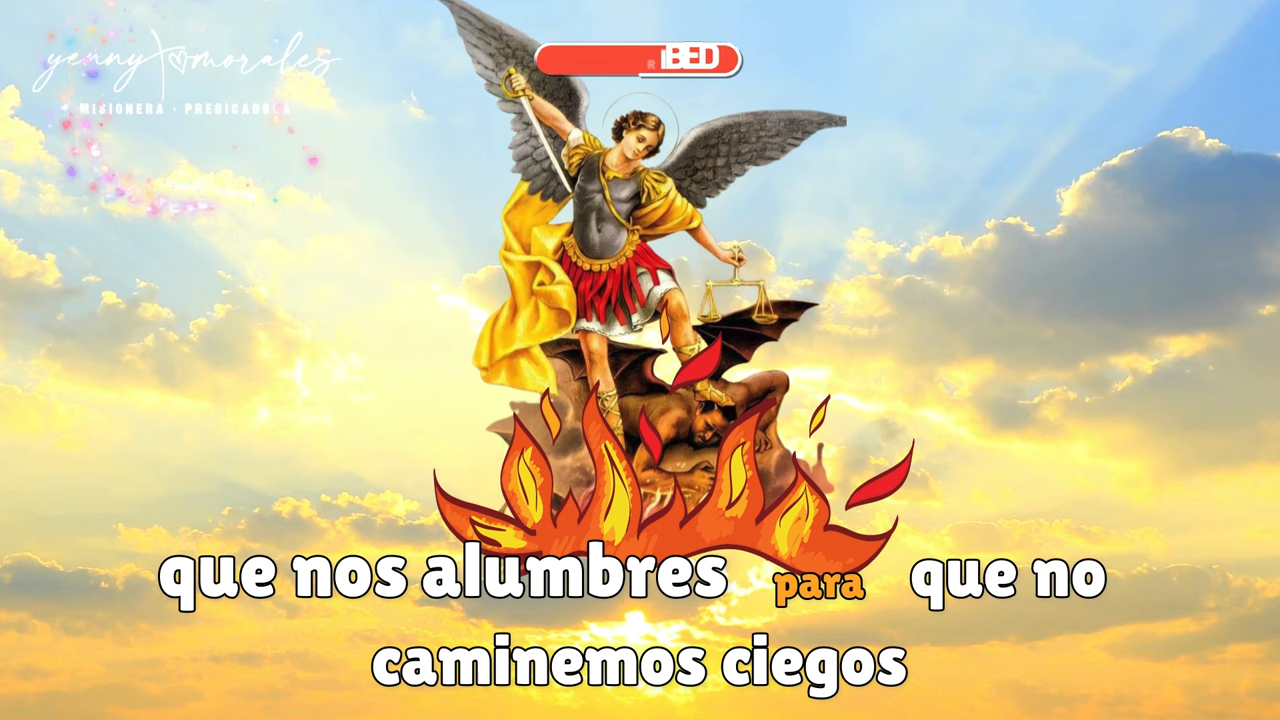 yenny morales
MISIONERA · PREDICADORA
que nos alumbres para que no
caminemos ciegos